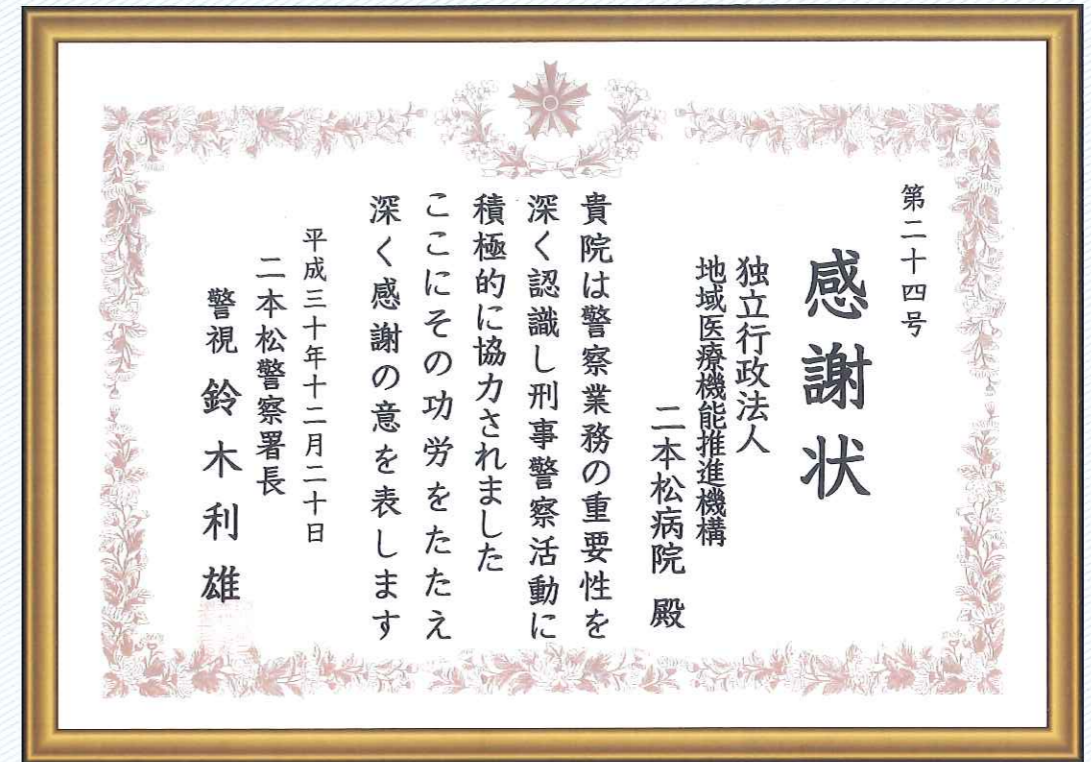 第二十四号
感謝状
独立行政法人
地域医療機能推進機構
二本松病院 殿
貴院は警察業務の重要性を
深く認識し刑事警察活動に
積極的に協力されました
ここにその功労をたたえ
深く感謝の意を表します
平成三十年十二月二十日
二本松警察署長
警視 鈴木利雄